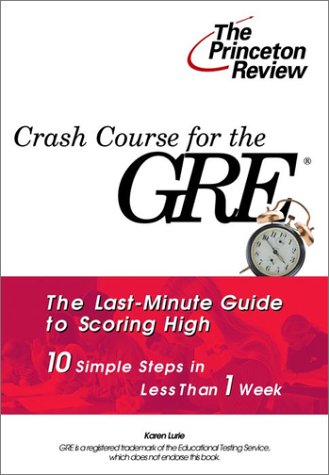 The
Princeton
Review
Crash Course for the
GRE®
The Last-Minute Guide
to Scoring High
10 Simple Steps in
Less Than 1 Week
Karen Lurie
GRE is a registered trademark of the Educational Testing Service,
which does not endorse this book.